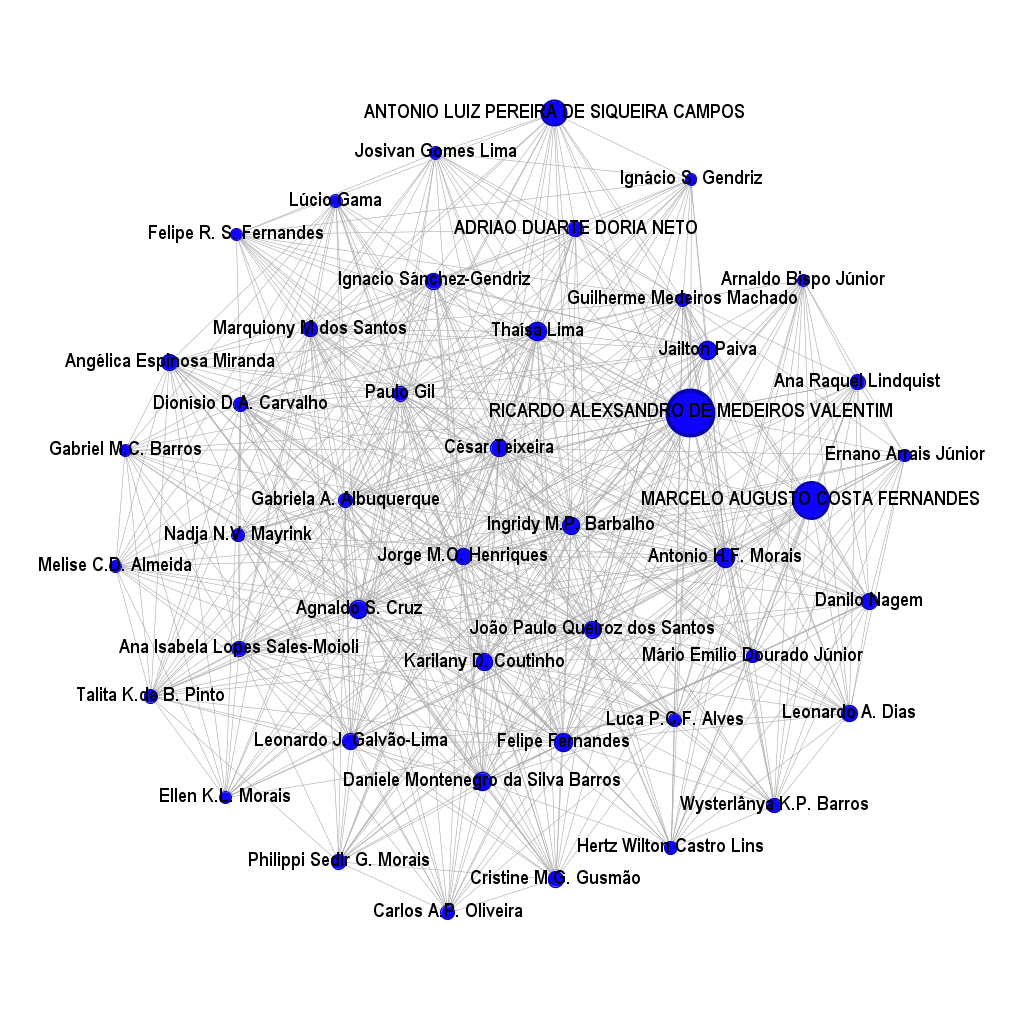 ANTONIO LUIZ PEREIRA DE SIQUEIRA CAMPOS
Josivan Gomes Lima
Ignácio S. Gendriz
Lúcio Gama
Felipe R. S. Fernandes
ADRIAO DUARTE DORIA NETO
Ignacio Sánchez-Gendriz
Arnaldo Bispo Júnior
Guilherme Medeiros Machado
Marquiony M. dos Santos
Thaísa Lima
Jailton Paiva
Angélica Espinosa Miranda
Ana Raquel Lindquist
Paulo Gil
Dionísio D.A. Carvalho
RICARDO ALEXSANDRO DE MEDEIROS VALENTIM
Gabriel M.C. Barros
César Teixeira
Ernano Arrais Júnior
Gabriela A. Albuquerque
MARCELO AUGUSTO COSTA FERNANDES
Ingridy M.P. Barbalho
Nadja N.V. Mayrink
Jorge M.O. Henriques
Antonio H.F. Morais
Melise C.D. Almeida
Danilo Nagem
Agnaldo S. Cruz
João Paulo Queiroz dos Santos
Ana Isabela Lopes Sales-Moioli
Mário Emílio Dourado Júnior
Karilany D. Coutinho
Talita K.de B. Pinto
Leonardo A. Dias
Luca P.C.F. Alves
Leonardo J. Galvão-Lima
Felipe Fernandes
Daniele Montenegro da Silva Barros
Ellen K.L. Morais
Wysterlânya K.P. Barros
Hertz Wilton Castro Lins
Philippi Sedir G. Morais
Cristine M.G. Gusmão
Carlos A.P. Oliveira